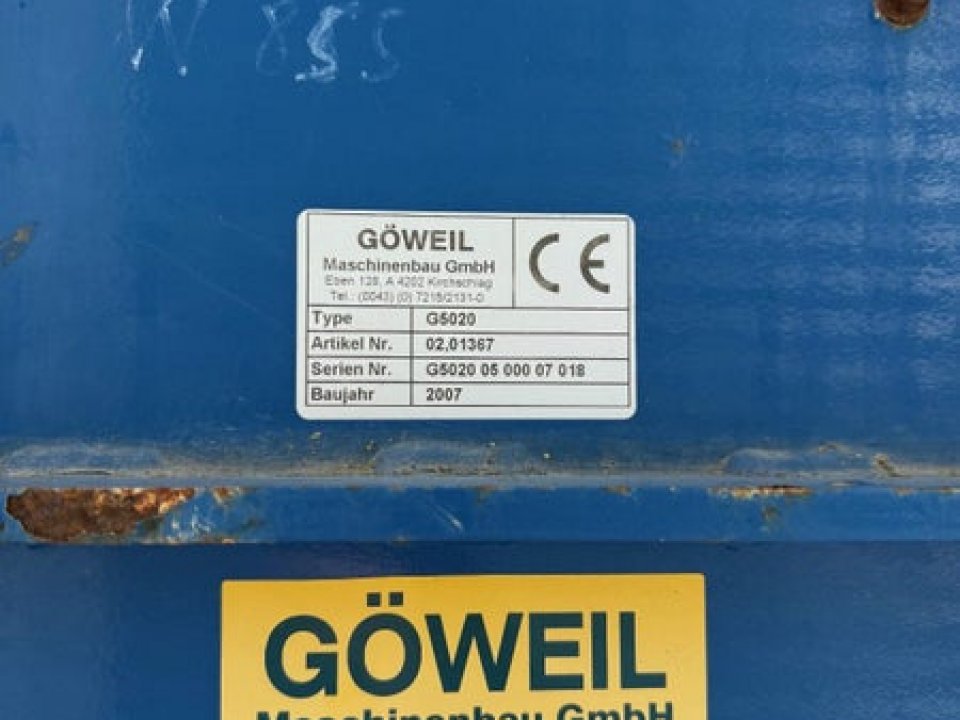 855
GÖWEIL
Maschinenbau GmbH
Eben 128, A 4202 Kirchschlag
Tel.: (0043) (0) 7215/2131-0
CE
Type G5020
Artikel Nr. 02.01367
Serien Nr. G5020 05 000 07 018
Baujahr 2007
GÖWEIL
Maschinenbau GmbH